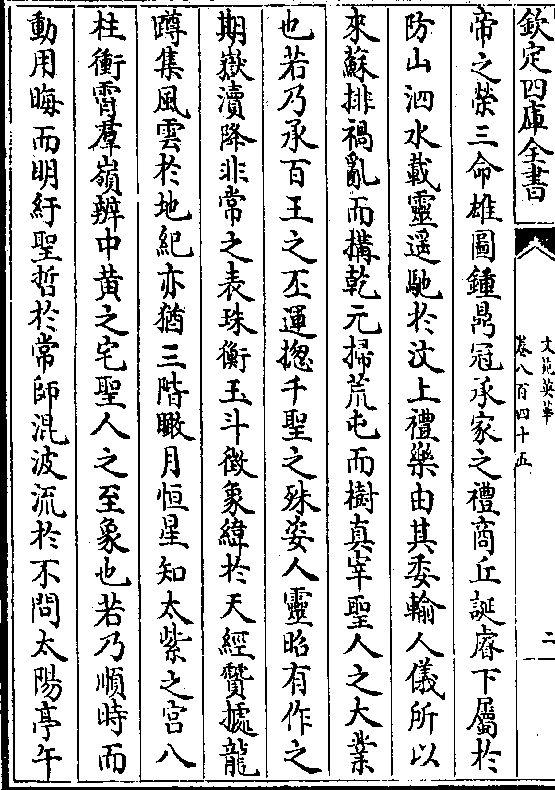 欽定四庫全書
文苑英華
卷八百四十五
二
帝之榮三命雄圖鍾鼎冠承家之禮商丘誕睿下屬於
防山泗水載靈遥馳於汶上禮樂由其委輸人儀所以
來蘇排禍亂而搆乾元掃荒屯而樹真宰聖人之大業
也若乃承百王之丕運揔千聖之殊姿人靈昭有作之
期嶽瀆降非常之表珠衡玉斗徴象緯於天經贒攄龍
蹲集風雲於地紀亦猶三階瞰月恒星知太紫之宫八
柱衝霄羣嶺辨中黄之宅聖人之至象也若乃順時而
動用晦而明紆聖哲於常師混波流於不問太陽亭午